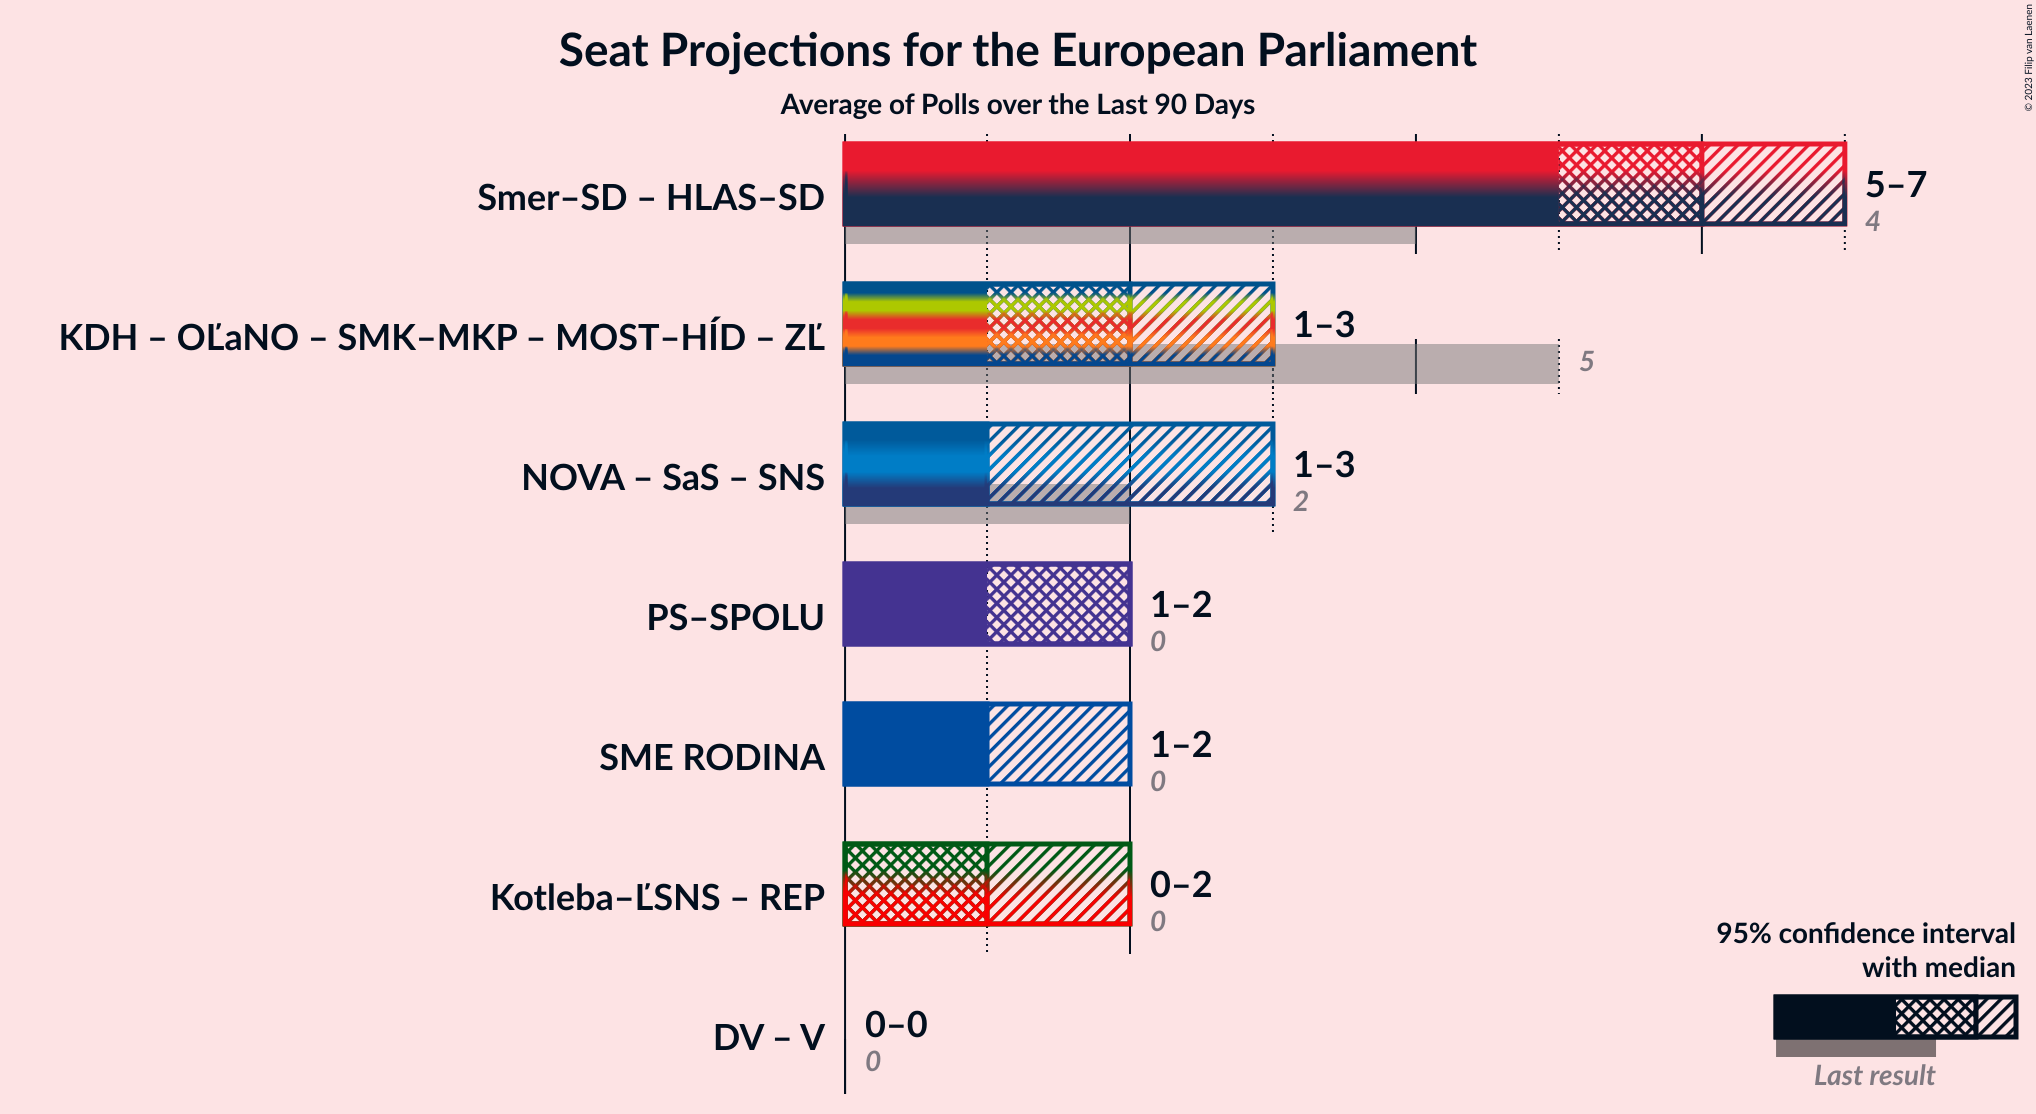 Seat Projections for the European Parliament
Average of Polls over the Last 90 Days
© 2023 Filip van Laenen
Smer–SD – HLAS–SD
5–7
4
KDH – OĽaNO – SMK–MKP – MOST–HÍD – ZĽ
1–3
5
NOVA – SaS – SNS
1–3
2
PS–SPOLU
1–2
0
SME RODINA
1–2
0
Kotleba–ĽSNS – REP
0–2
0
DV – V
0–0
0
95% confidence interval
with median
Last result